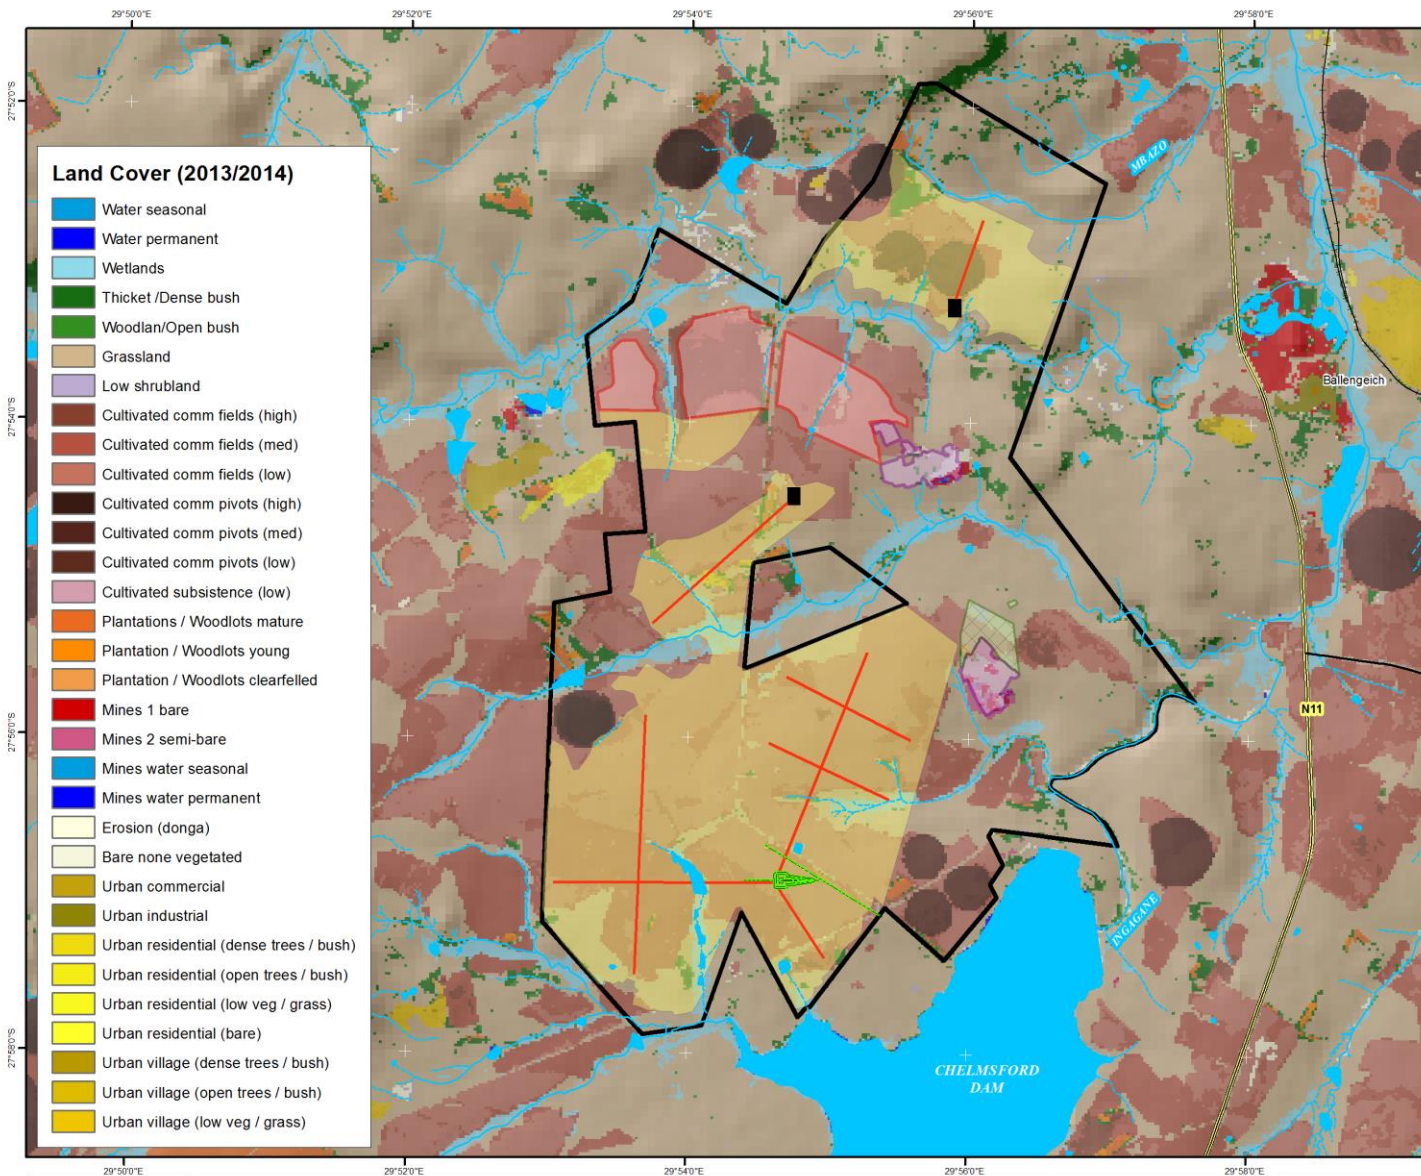 29°50'0"E
29°52'0"E
29°54'0"E
29°56'0"E
29°58'0"E
27°52'0"S
27°54'0"S
27°56'0"S
27°58'0"S
Land Cover (2013/2014)
Water seasonal
Water permanent
Wetlands
Thicket /Dense bush
Woodlan/Open bush
Grassland
Low shrubland
Cultivated comm fields (high)
Cultivated comm fields (med)
Cultivated comm fields (low)
Cultivated comm pivots (high)
Cultivated comm pivots (med)
Cultivated comm pivots (low)
Cultivated subsistence (low)
Plantations / Woodlots mature
Plantation / Woodlots young
Plantation / Woodlots clearfelled
Mines 1 bare
Mines 2 semi-bare
Mines water seasonal
Mines water permanent
Erosion (donga)
Bare none vegetated
Urban commercial
Urban industrial
Urban residential (dense trees / bush)
Urban residential (open trees / bush)
Urban residential (low veg / grass)
Urban residential (bare)
Urban village (dense trees / bush)
Urban village (open trees / bush)
Urban village (low veg / grass)
MBAZO
Ballengeich
N11
INGAGANE
CHELMSFORD
DAM
29°50'0"E
29°52'0"E
29°54'0"E
29°56'0"E
29°58'0"E